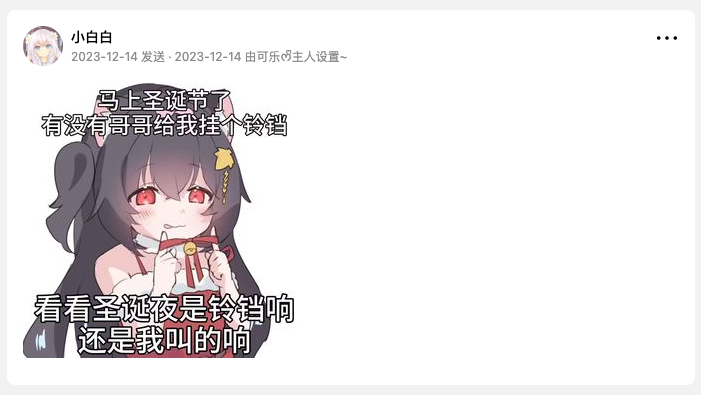 小白白
2023-12-14 发送 · 2023-12-14 由可乐ෆ主人设置~
马上圣诞节了
有没有哥哥给我挂个铃铛
看看圣诞夜是铃铛响
还是我叫的响